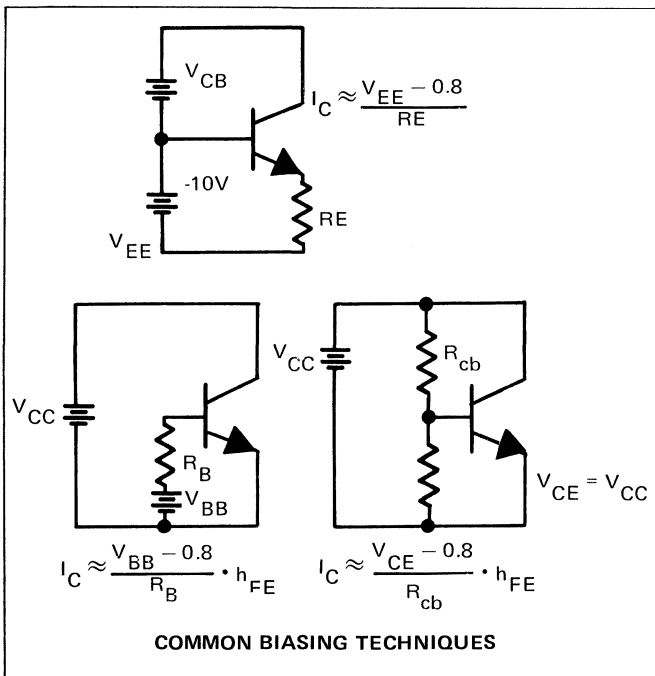 V_CB
I_C ≈ (V_EE − 0.8) / RE
-10V
RE
V_EE
V_CC
R_B
V_BB
I_C ≈ (V_BB − 0.8) / R_B · h_FE
V_CC
R_cb
V_CE = V_CC
I_C ≈ (V_CE − 0.8) / R_cb · h_FE
COMMON BIASING TECHNIQUES